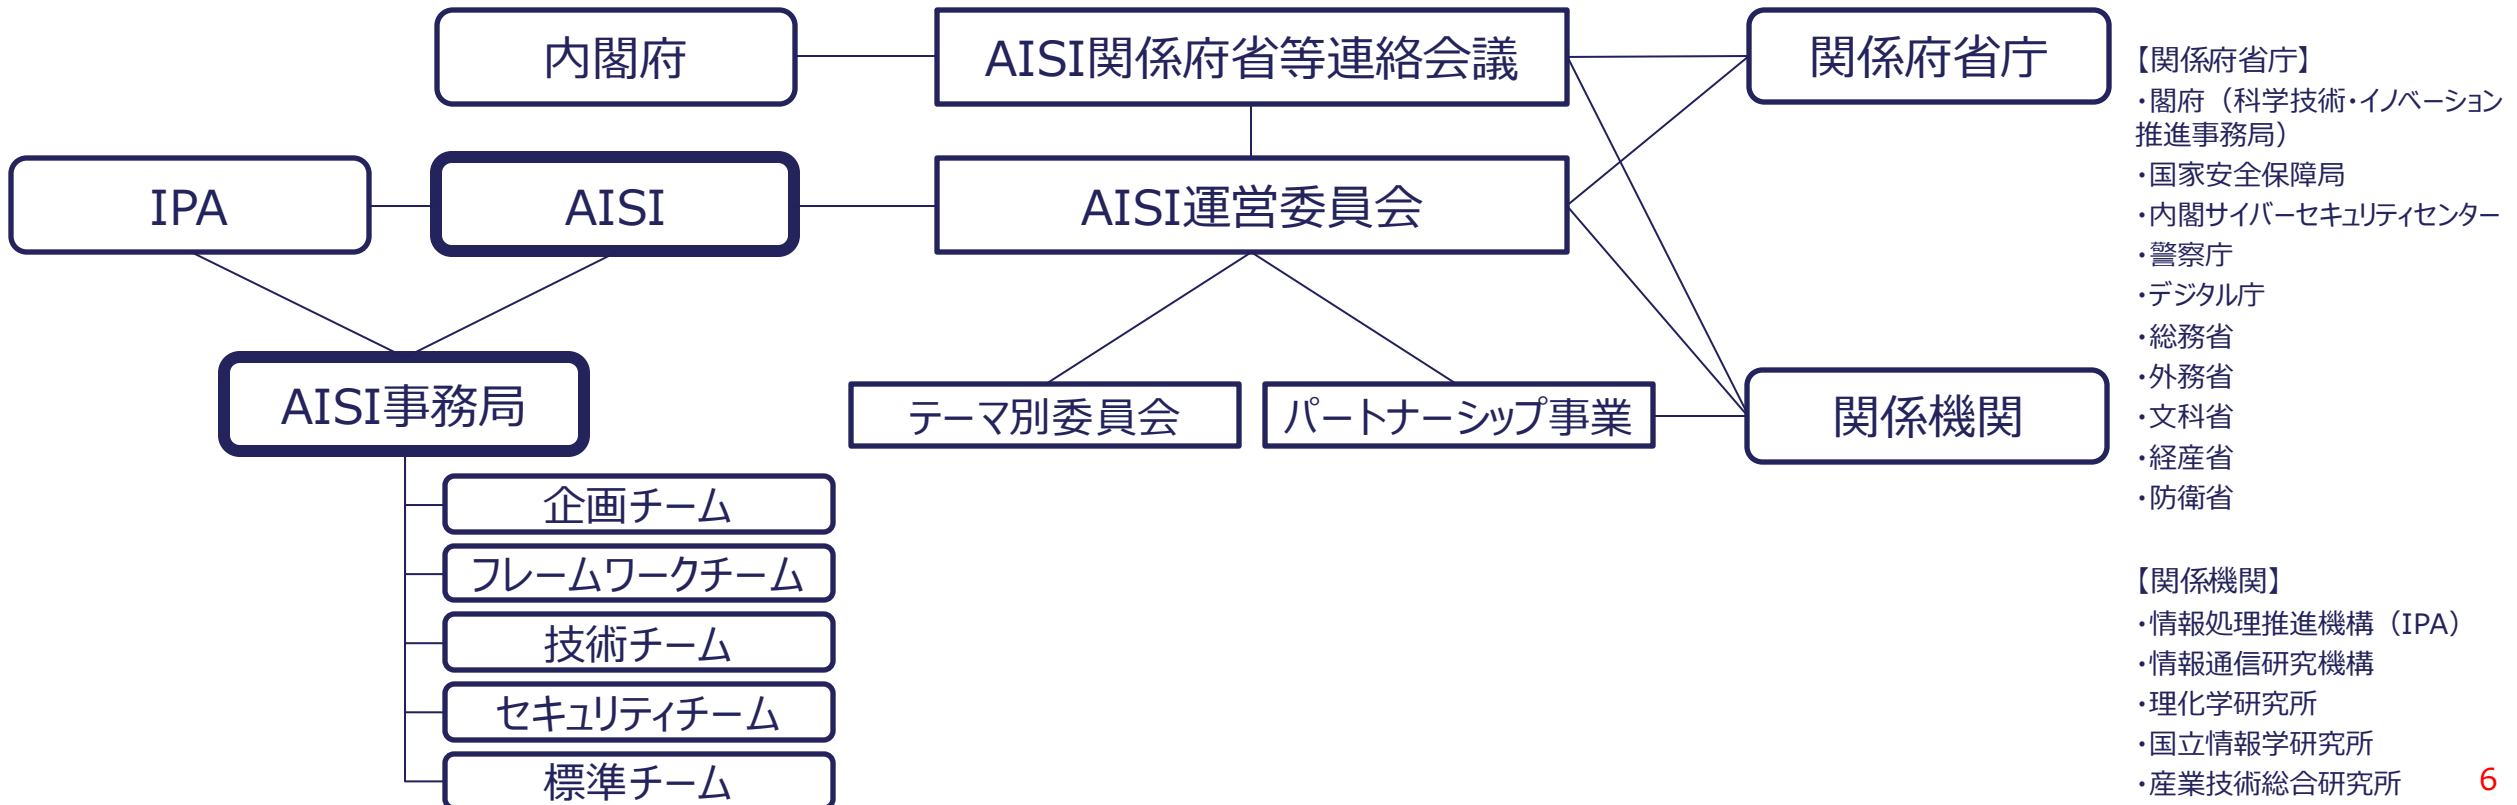 内閣府
AISI関係府省等連絡会議
関係府省庁
IPA
AISI
AISI運営委員会
AISI事務局
テーマ別委員会
パートナーシップ事業
関係機関
企画チーム
フレームワークチーム
技術チーム
セキュリティチーム
標準チーム
【関係府省庁】
・閣府（科学技術・イノベーション
推進事務局）
・国家安全保障局
・内閣サイバーセキュリティセンター
・警察庁
・デジタル庁
・総務省
・外務省
・文科省
・経産省
・防衛省
【関係機関】
・情報処理推進機構（IPA）
・情報通信研究機構
・理化学研究所
・国立情報学研究所
・産業技術総合研究所
6